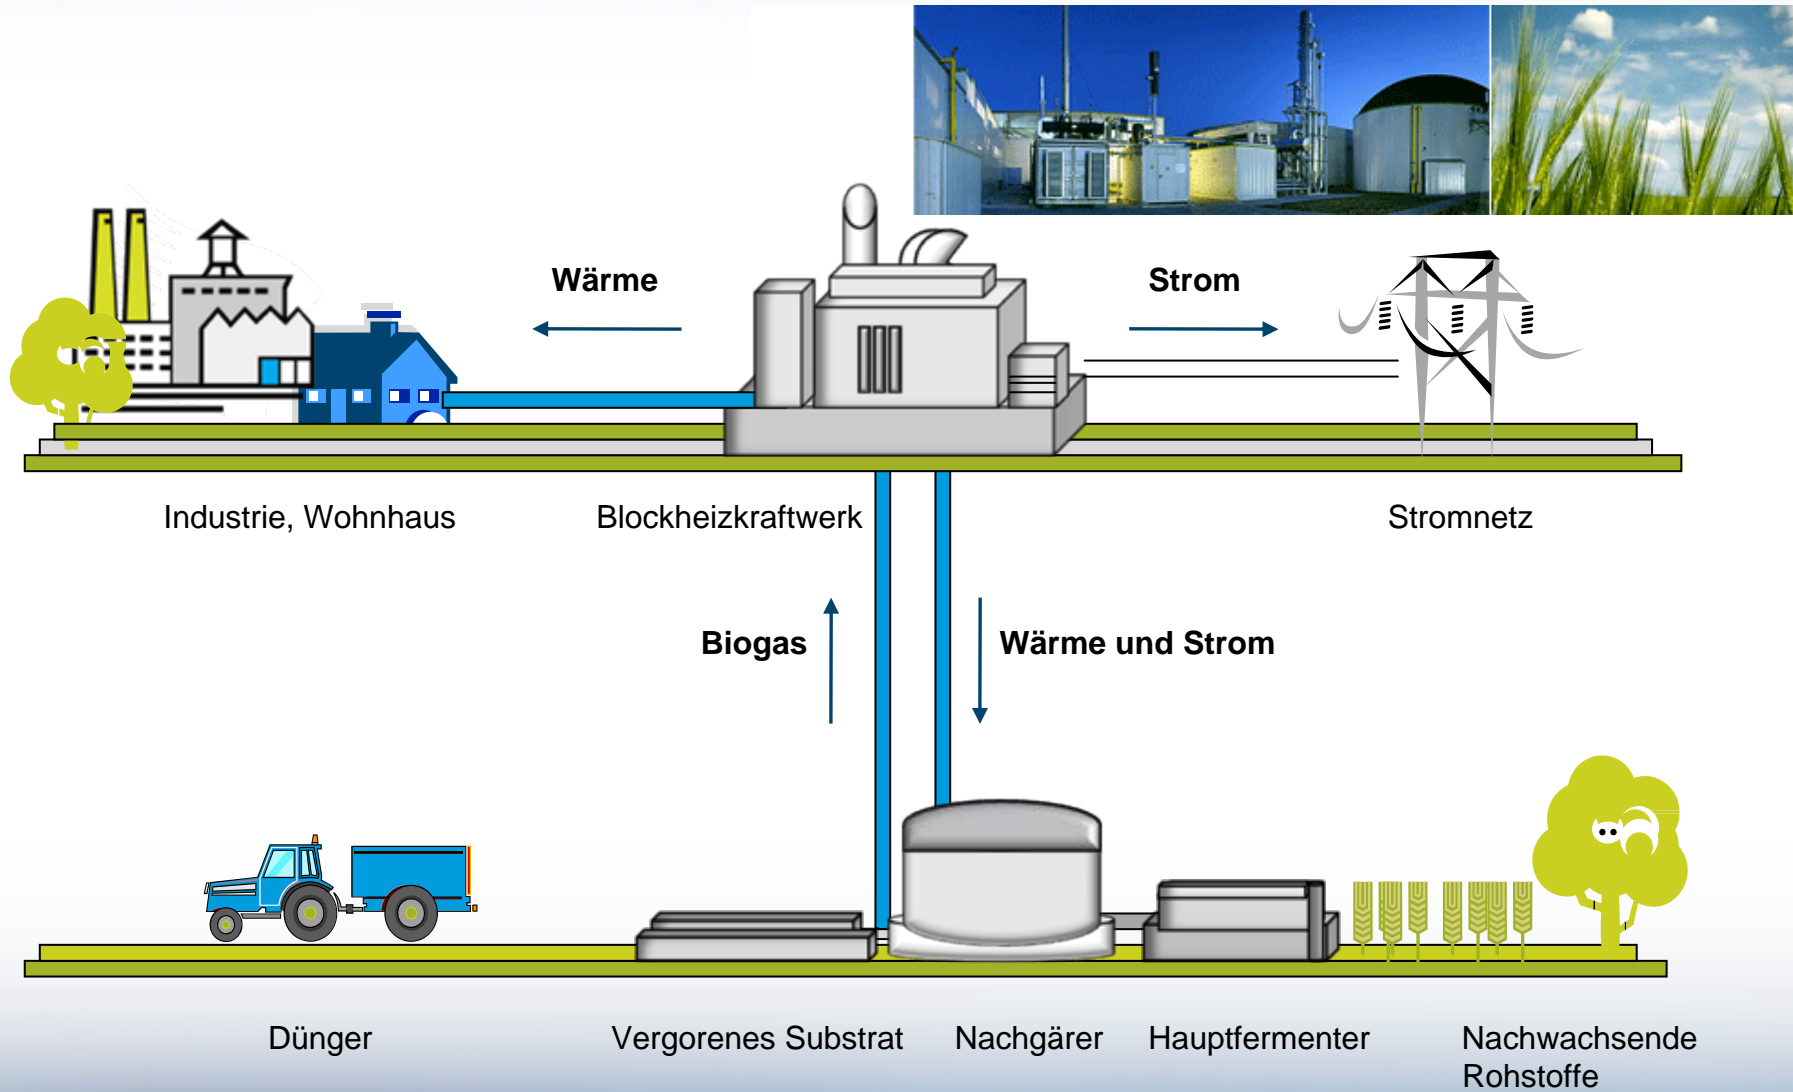 Wärme
Strom
Industrie, Wohnhaus
Blockheizkraftwerk
Stromnetz
Biogas
Wärme und Strom
Dünger
Vergorenes Substrat
Nachgärer
Hauptfermenter
Nachwachsende
Rohstoffe